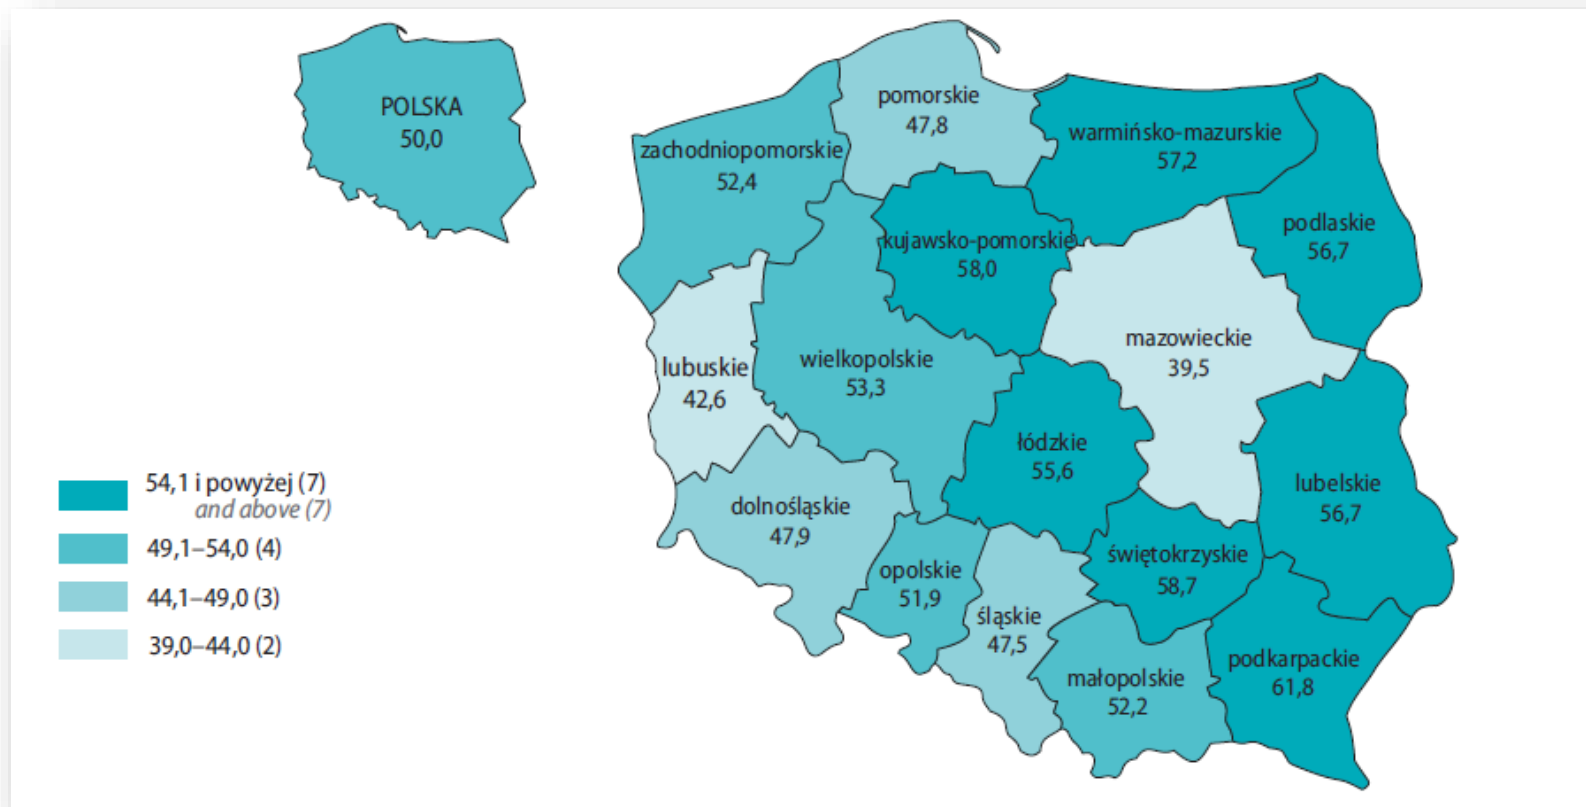 POLSKA
50,0
pomorskie
47,8
warmińsko-mazurskie
57,2
zachodniopomorskie
52,4
podlaskie
56,7
kujawsko-pomorskie
58,0
mazowieckie
39,5
lubuskie
42,6
wielkopolskie
53,3
łódzkie
55,6
lubelskie
56,7
dolnośląskie
47,9
opolskie
51,9
śląskie
47,5
świętokrzyskie
58,7
małopolskie
52,2
podkarpackie
61,8
54,1 i powyżej (7)
and above (7)
49,1–54,0 (4)
44,1–49,0 (3)
39,0–44,0 (2)